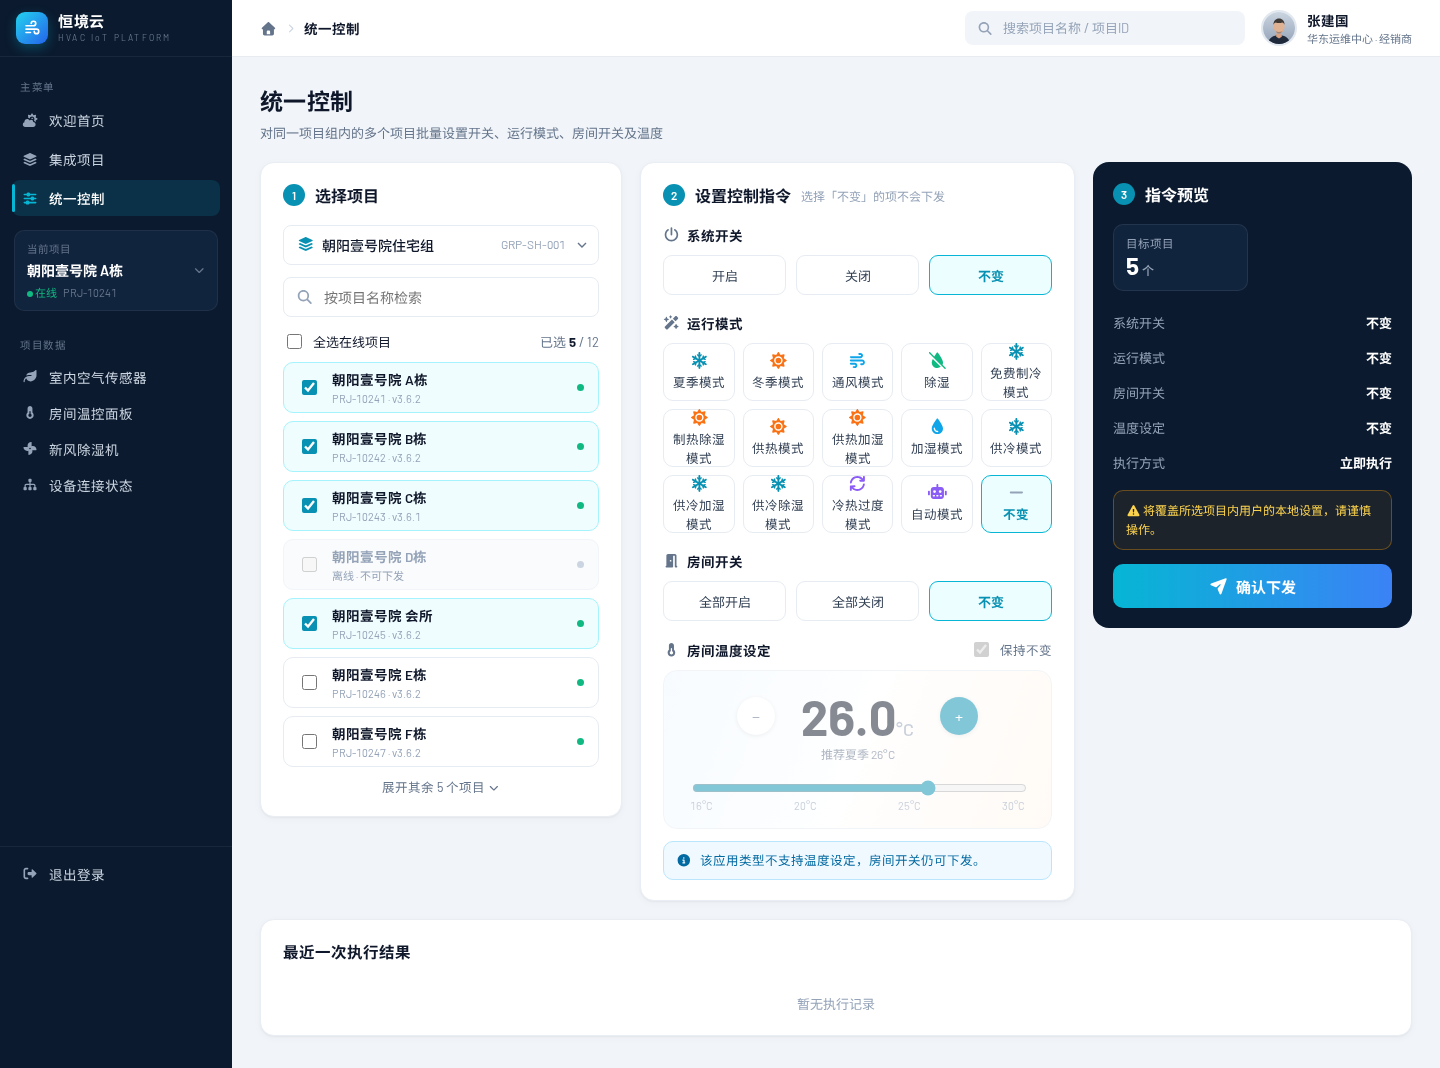 恒境云
HVAC IoT PLATFORM
主菜单
欢迎首页
集成项目
统一控制
当前项目
朝阳壹号院 A栋
在线 PRJ-10241
项目数据
室内空气传感器
房间温控面板
新风除湿机
设备连接状态
退出登录
统一控制
搜索项目名称 / 项目ID
张建国
华东运维中心 · 经销商
统一控制
对同一项目组内的多个项目批量设置开关、运行模式、房间开关及温度
1 选择项目
朝阳壹号院住宅组 GRP-SH-001
按项目名称检索
全选在线项目 已选 5 / 12
朝阳壹号院 A栋
PRJ-10241 · v3.6.2
朝阳壹号院 B栋
PRJ-10242 · v3.6.2
朝阳壹号院 C栋
PRJ-10243 · v3.6.1
朝阳壹号院 D栋
离线 · 不可下发
朝阳壹号院 会所
PRJ-10245 · v3.6.2
朝阳壹号院 E栋
PRJ-10246 · v3.6.2
朝阳壹号院 F栋
PRJ-10247 · v3.6.2
展开其余 5 个项目
2 设置控制指令 选择「不变」的项不会下发
系统开关
开启 关闭 不变
运行模式
夏季模式 冬季模式 通风模式 除湿 免费制冷
模式
制热除湿
模式 供热模式 供热加湿
模式 加湿模式 供冷模式
供冷加湿
模式 供冷除湿
模式 冷热过度
模式 自动模式 不变
房间开关
全部开启 全部关闭 不变
房间温度设定 保持不变
− 26.0°C +
推荐夏季 26°C
16°C 20°C 25°C 30°C
该应用类型不支持温度设定，房间开关仍可下发。
3 指令预览
目标项目
5 个
系统开关 不变
运行模式 不变
房间开关 不变
温度设定 不变
执行方式 立即执行
将覆盖所选项目内用户的本地设置，请谨慎
操作。
确认下发
最近一次执行结果
暂无执行记录